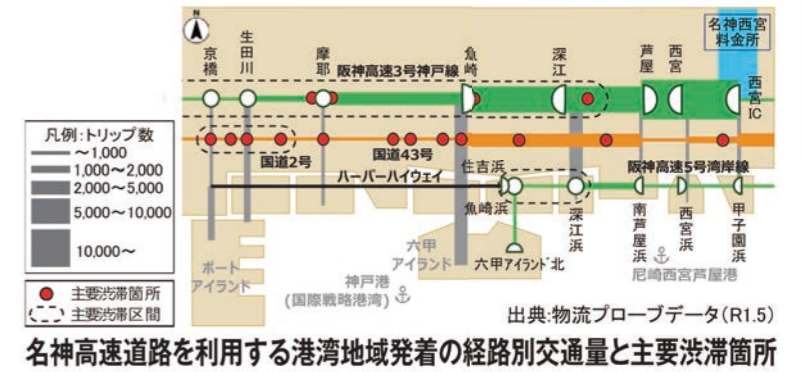 N
名神西宮
料金所
京橋
生田川
摩耶
阪神高速3号神戸線
魚崎
深江
芦屋
西宮
西宮IC
凡例:トリップ数
～1,000
1,000～2,000
2,000～5,000
5,000～10,000
10,000～
国道2号
国道43号
住吉浜
阪神高速5号湾岸線
ハーバーハイウェイ
魚崎浜
深江浜
南芦屋浜
西宮浜
甲子園浜
ポート
アイランド
六甲
アイランド
六甲アイランド北
神戸港
(国際戦略港湾)
尼崎西宮芦屋港
主要渋滞箇所
主要渋滞区間
出典:物流プローブデータ(R1.5)
名神高速道路を利用する港湾地域発着の経路別交通量と主要渋滞箇所